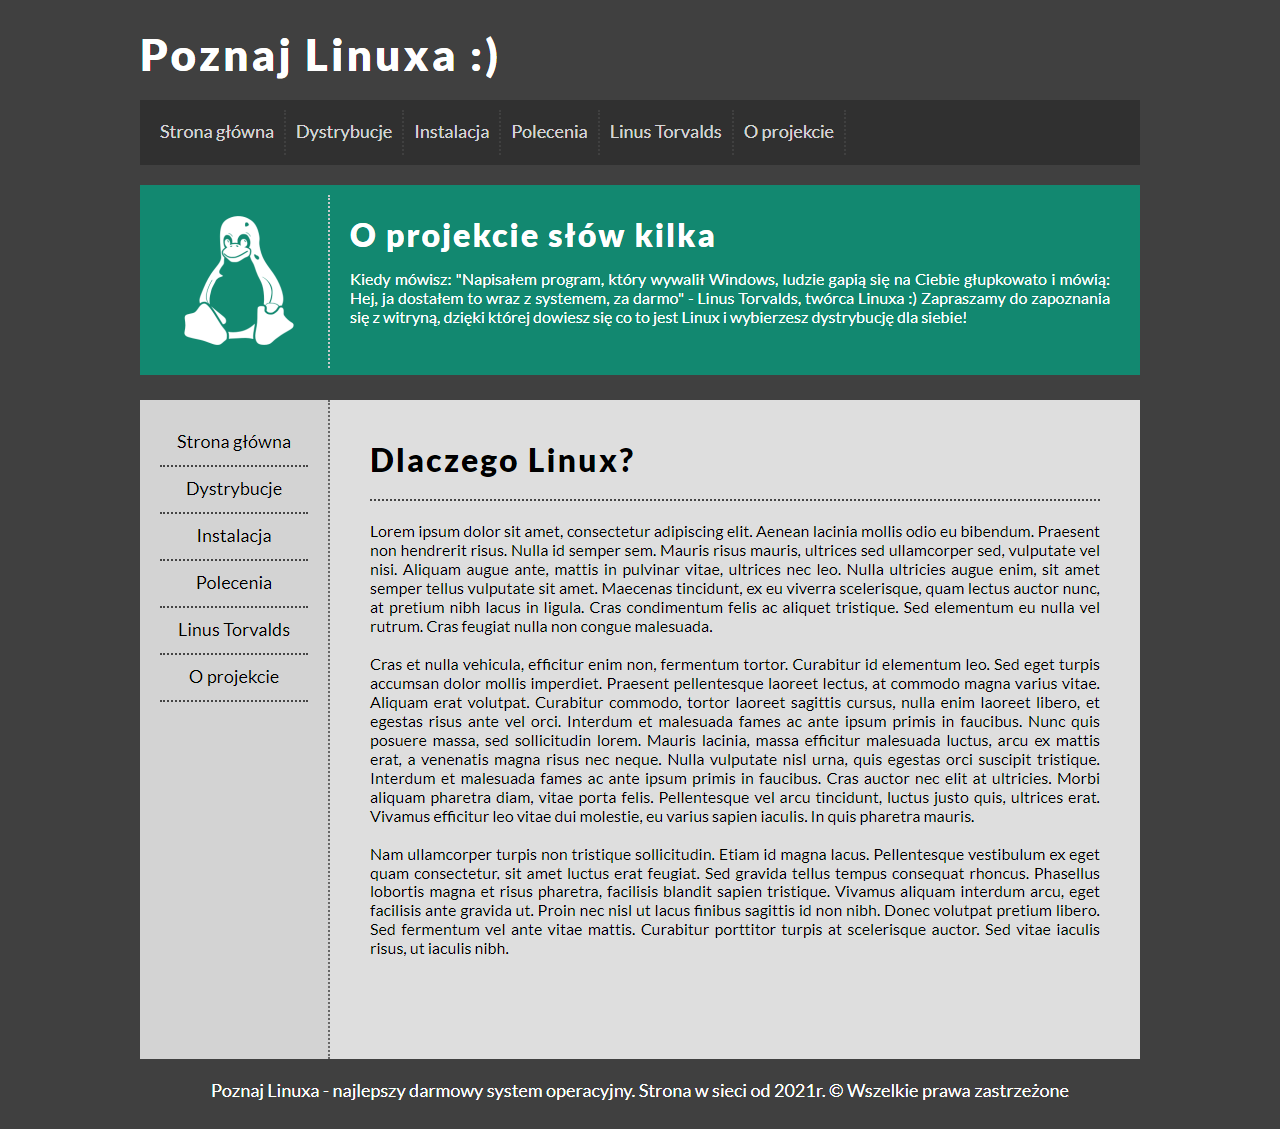 Poznaj Linuxa :)
Strona główna
Dystrybucje
Instalacja
Polecenia
Linus Torvalds
O projekcie
O projekcie słów kilka
Kiedy mówisz: "Napisałem program, który wywalił Windows, ludzie gapią się na Ciebie głupkowato i mówią:
Hej, ja dostałem to wraz z systemem, za darmo" - Linus Torvalds, twórca Linuxa :) Zapraszamy do zapoznania
się z witryną, dzięki której dowiesz się co to jest Linux i wybierzesz dystrybucję dla siebie!
Strona główna
Dystrybucje
Instalacja
Polecenia
Linus Torvalds
O projekcie
Dlaczego Linux?
Lorem ipsum dolor sit amet, consectetur adipiscing elit. Aenean lacinia mollis odio eu bibendum. Praesent
non hendrerit risus. Nulla id semper sem. Mauris risus mauris, ultrices sed ullamcorper sed, vulputate vel
nisi. Aliquam augue ante, mattis in pulvinar vitae, ultrices nec leo. Nulla ultricies augue enim, sit amet
semper tellus vulputate sit amet. Maecenas tincidunt, ex eu viverra scelerisque, quam lectus auctor nunc,
at pretium nibh lacus in ligula. Cras condimentum felis ac aliquet tristique. Sed elementum eu nulla vel
rutrum. Cras feugiat nulla non congue malesuada.
Cras et nulla vehicula, efficitur enim non, fermentum tortor. Curabitur id elementum leo. Sed eget turpis
accumsan dolor mollis imperdiet. Praesent pellentesque laoreet lectus, at commodo magna varius vitae.
Aliquam erat volutpat. Curabitur commodo, tortor laoreet sagittis cursus, nulla enim laoreet libero, et
egestas risus ante vel orci. Interdum et malesuada fames ac ante ipsum primis in faucibus. Nunc quis
posuere massa, sed sollicitudin lorem. Mauris lacinia, massa efficitur malesuada luctus, arcu ex mattis
erat, a venenatis magna risus nec neque. Nulla vulputate nisl urna, quis egestas orci suscipit tristique.
Interdum et malesuada fames ac ante ipsum primis in faucibus. Cras auctor nec elit at ultricies. Morbi
aliquam pharetra diam, vitae porta felis. Pellentesque vel arcu tincidunt, luctus justo quis, ultrices erat.
Vivamus efficitur leo vitae dui molestie, eu varius sapien iaculis. In quis pharetra mauris.
Nam ullamcorper turpis non tristique sollicitudin. Etiam id magna lacus. Pellentesque vestibulum ex eget
quam consectetur, sit amet luctus erat feugiat. Sed gravida tellus tempus consequat rhoncus. Phasellus
lobortis magna et risus pharetra, facilisis blandit sapien tristique. Vivamus aliquam interdum arcu, eget
facilisis ante gravida ut. Proin nec nisl ut lacus finibus sagittis id non nibh. Donec volutpat pretium libero.
Sed fermentum vel ante vitae mattis. Curabitur porttitor turpis at scelerisque auctor. Sed vitae iaculis
risus, ut iaculis nibh.
Poznaj Linuxa - najlepszy darmowy system operacyjny. Strona w sieci od 2021r. © Wszelkie prawa zastrzeżone